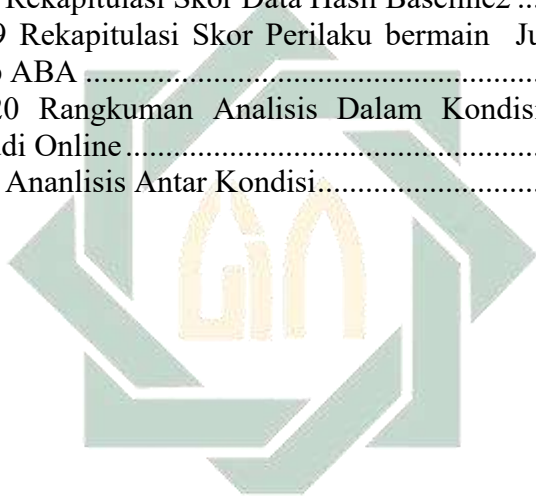 Rekapitulasi Skor Data Hasil Baseline2 ...
9 Rekapitulasi Skor Perilaku bermain Ju
ABA ........................................................
20 Rangkuman Analisis Dalam Kondisi
di Online ........................................................
Ananlisis Antar Kondisi ........................................
UIN